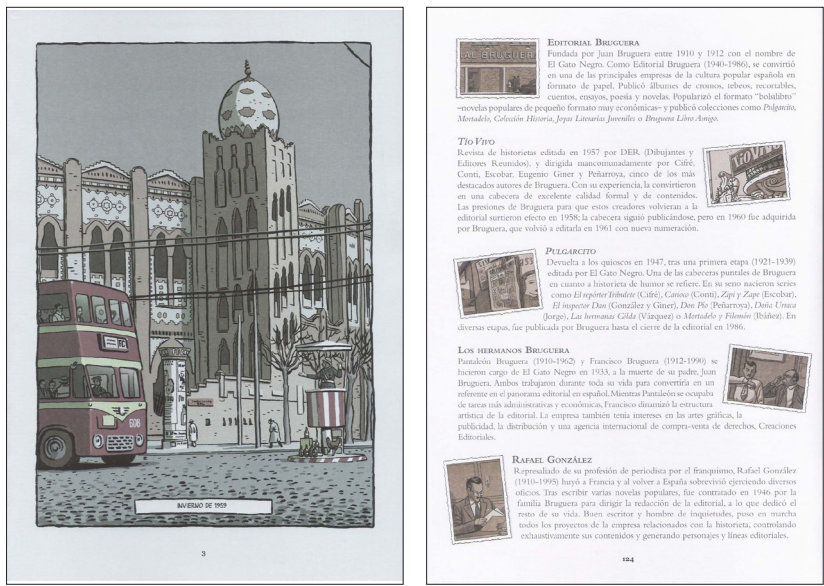 608
INVIERNO DE 1959
3
EDITORIAL BRUGUERA
Fundada por Juan Bruguera entre 1910 y 1912 con el nombre de
El Gato Negro. Como Editorial Bruguera (1940-1986), se convirtió
en una de las principales empresas de la cultura popular española en
formato de papel. Publicó álbumes de cromos, tebeos, recortables,
cuentos, ensayos, poesía y novelas. Popularizó el formato “bolsilibro”
–novelas populares de pequeño formato muy económicas– y publicó colecciones como Pulgarcito,
Mortadelo, Colección Historia, Joyas Literarias Juveniles o Bruguera Libro Amigo.
TIO VIVO
Revista de historietas editada en 1957 por DER (Dibujantes y
Editores Reunidos), y dirigida mancomunadamente por Cifré,
Conti, Escobar, Eugenio Giner y Peñarroya, cinco de los más
destacados autores de Bruguera. Con su experiencia, la convirtieron
en una cabecera de excelente calidad formal y de contenidos.
Las presiones de Bruguera para que estos creadores volvieran a la
editorial surtieron efecto en 1958; la cabecera siguió publicándose, pero en 1960 fue adquirida
por Bruguera, que volvió a editarla en 1961 con nueva numeración.
PULGARCITO
Devuelta a los quioscos en 1947, tras una primera etapa (1921-1939)
editada por El Gato Negro. Una de las cabeceras puntales de Bruguera
en cuanto a historieta de humor se refiere. En su seno nacieron series
como El repórter Tribulete (Cifré), Carioco (Conti), Zipi y Zape (Escobar),
El inspector Dan (González y Giner), Don Pío (Peñarroya), Doña Urraca
(Jorge), Las hermanas Gilda (Vázquez) o Mortadelo y Filemón (Ibáñez). En
diversas etapas, fue publicada por Bruguera hasta el cierre de la editorial en 1986.
LOS HERMANOS BRUGUERA
Pantaleón Bruguera (1910-1962) y Francisco Bruguera (1912-1990) se
hicieron cargo de El Gato Negro en 1933, a la muerte de su padre, Juan
Bruguera. Ambos trabajaron durante toda su vida para convertirla en un
referente en el panorama editorial en español. Mientras Pantaleón se ocupaba
de tareas más administrativas y económicas, Francisco dinamizó la estructura
artística de la editorial. La empresa también tenía intereses en las artes gráficas, la
publicidad, la distribución y una agencia internacional de compra-venta de derechos, Creaciones
Editoriales.
RAFAEL GONZÁLEZ
Represaliado de su profesión de periodista por el franquismo, Rafael González
(1910-1995) huyó a Francia y al volver a España sobrevivió ejerciendo diversos
oficios. Tras escribir varias novelas populares, fue contratado en 1946 por la
familia Bruguera para dirigir la redacción de la editorial, a lo que dedicó el
resto de su vida. Buen escritor y hombre de inquietudes, puso en marcha
todos los proyectos de la empresa relacionados con la historieta, controlando
exhaustivamente sus contenidos y generando personajes y líneas editoriales.
124